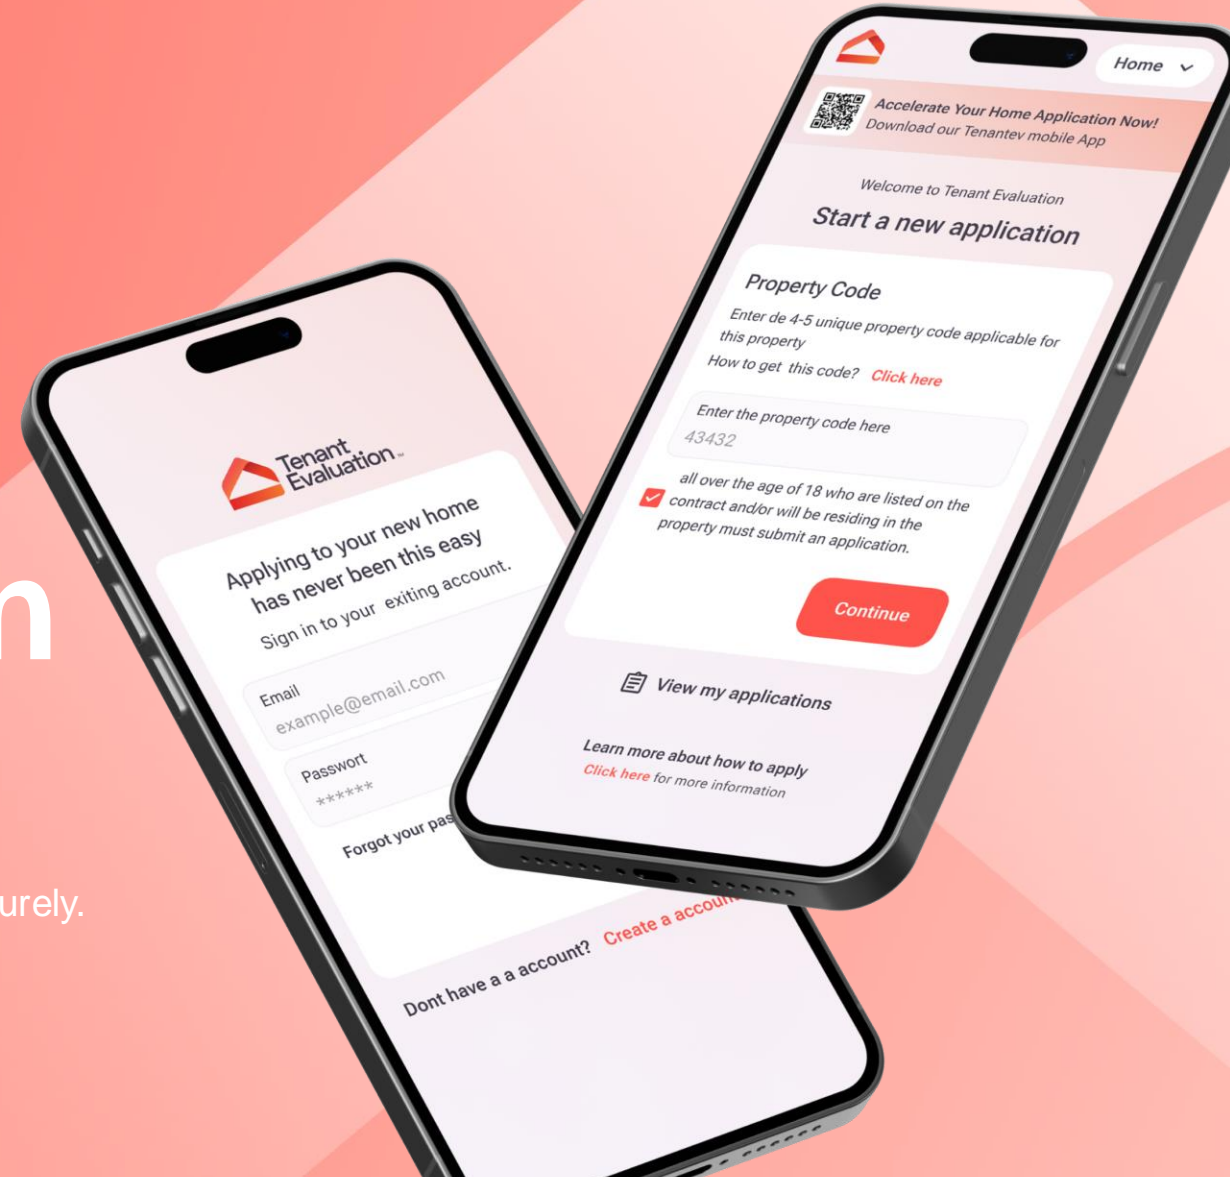 n
urely.
Tenant
Evaluation
Applying to your new home
has never been this easy
Sign in to your exiting account.
Email
example@email.com
Passwort
******
Forgot your pas
Dont have a a account? Create a account
Home
Accelerate Your Home Application Now!
Download our Tenantev mobile App
Welcome to Tenant Evaluation
Start a new application
Property Code
Enter de 4-5 unique property code applicable for
this property
How to get this code? Click here
Enter the property code here
43432
all over the age of 18 who are listed on the
contract and/or will be residing in the
property must submit an application.
Continue
View my applications
Learn more about how to apply
Click here for more information